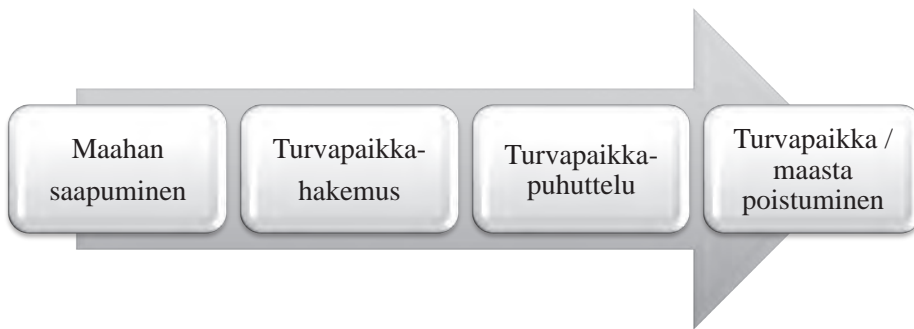 Maahan
saapuminen
Turvapaikka-
hakemus
Turvapaikka-
puhuttelu
Turvapaikka /
maasta
poistuminen